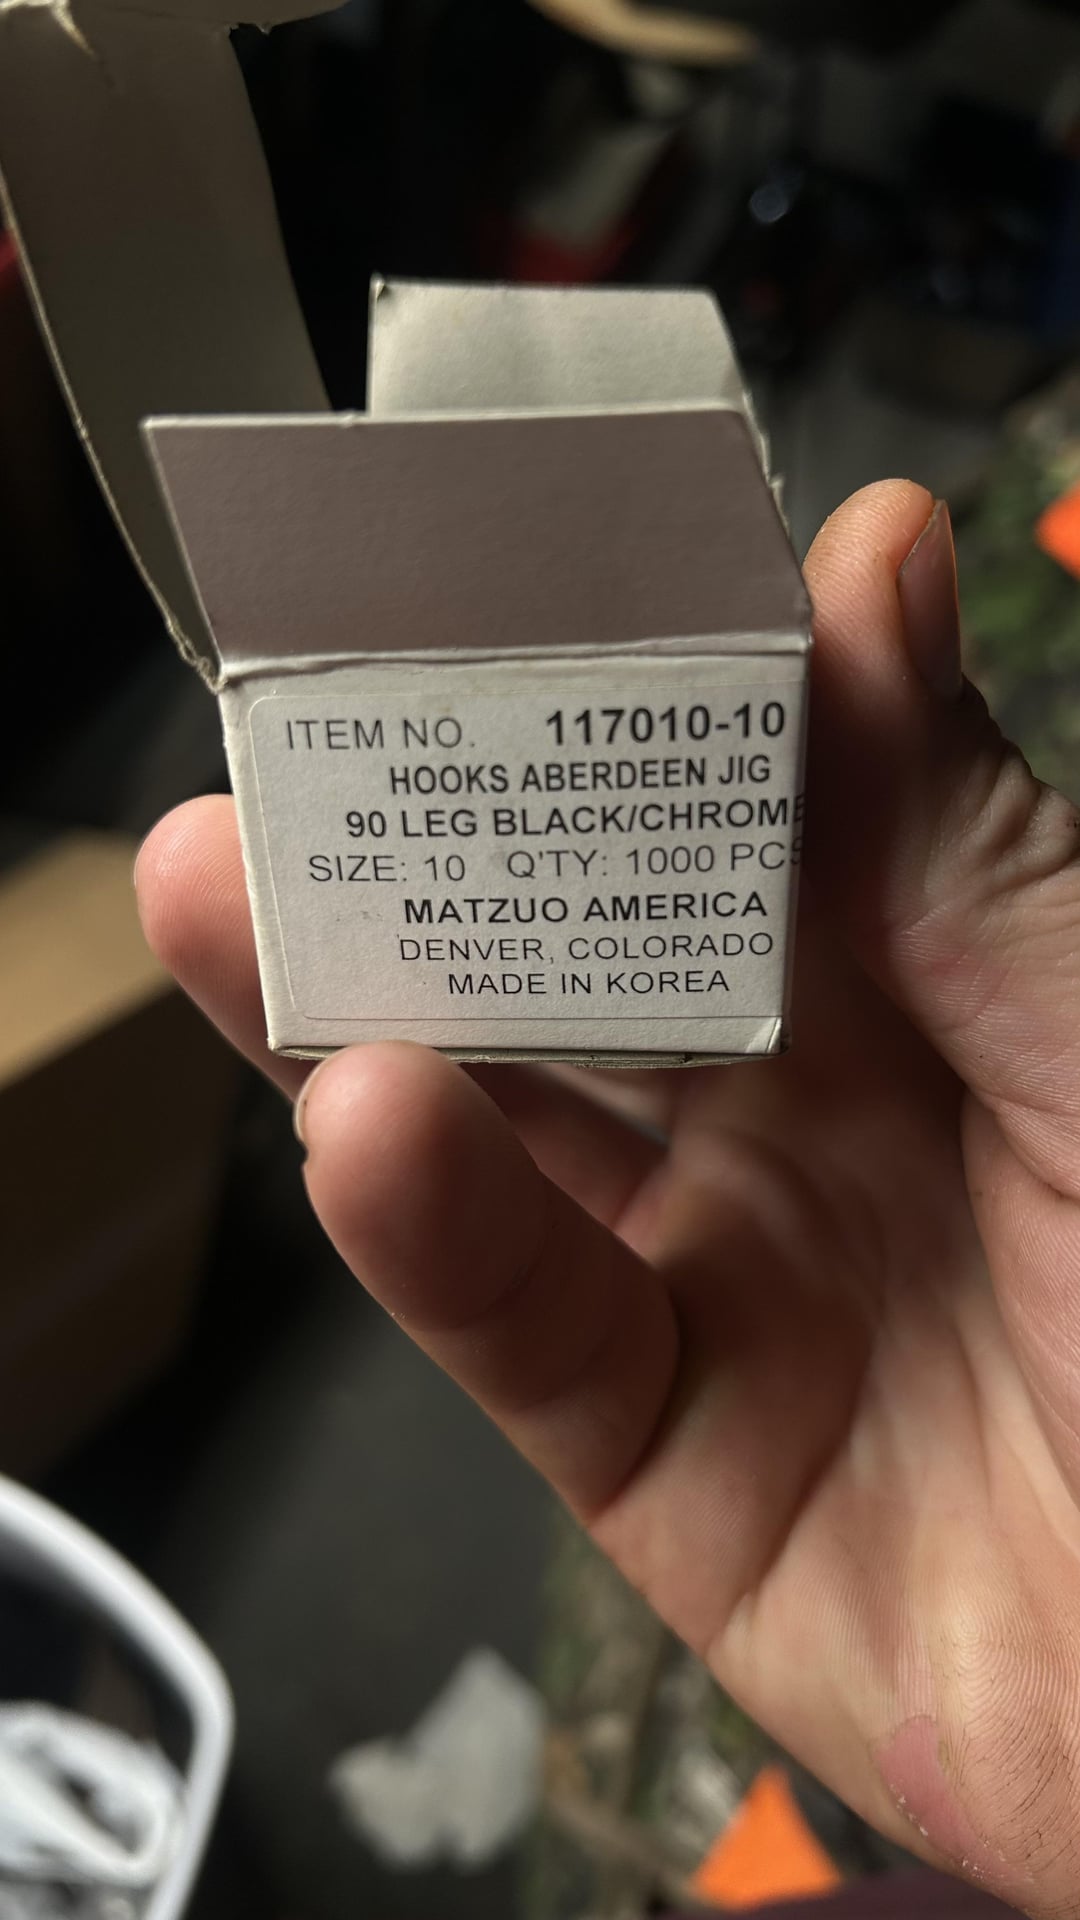 ITEM NO. 117010-10
HOOKS ABERDEEN JIG
90 LEG BLACK/CHROME
SIZE: 10 Q'TY: 1000 PCS
MATZUO AMERICA
DENVER, COLORADO
MADE IN KOREA